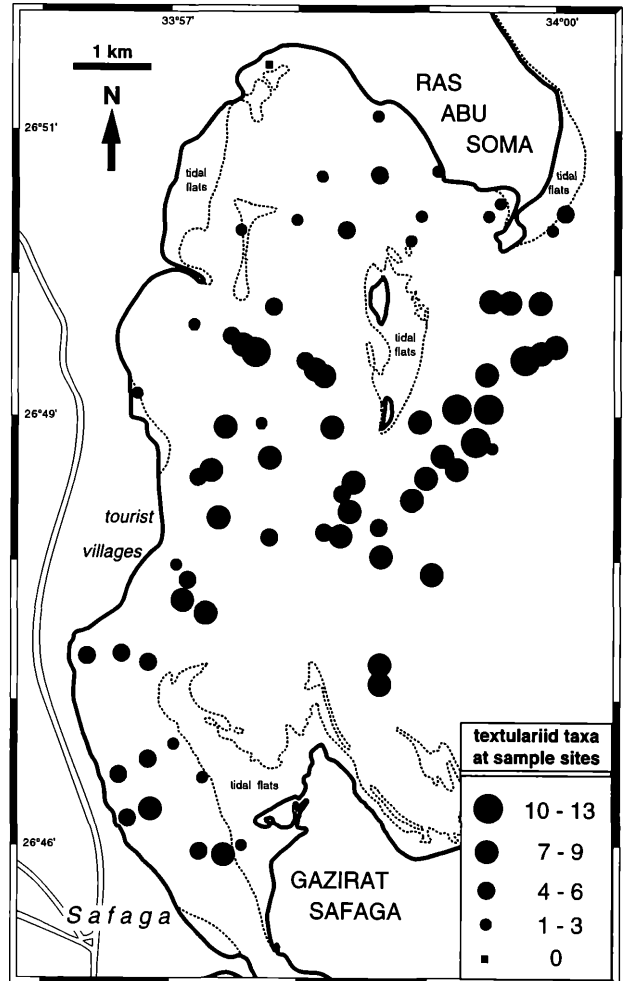 33°57'
34°00'
1 km
N
26°51'
RAS
ABU
SOMA
tidal
flats
tidal
flats
tidal
flats
26°49'
tourist
villages
tidal flats
26°46'
GAZIRAT
SAFAGA
Safaga
textulariid taxa
at sample sites
10 - 13
7 - 9
4 - 6
1 - 3
0